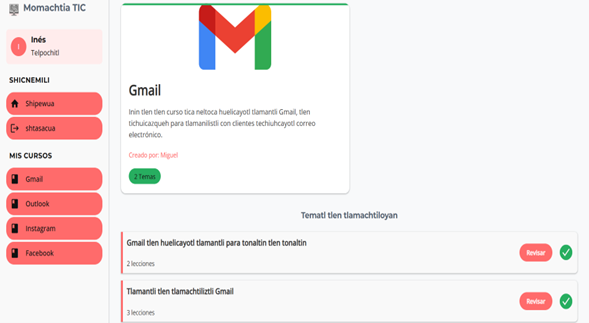 Momachtia TIC
I
Inés
Telpochitl
SHICNEMILI
Shipewua
shtasacua
MIS CURSOS
Gmail
Outlook
Instagram
Facebook
Gmail
Inin tlen tlen curso tica neltoca huelicayotl tlamantli Gmail, tlen
tichuicazqueh para tlamanilistli con clientes techiuhcayotl correo
electrónico.
Creado por: Miguel
2 Temas
Tematl tlen tlamachtiloyan
Gmail tlen huelicayotl tlamantli para tonaltin tlen tonaltin
2 lecciones
Revisar
Tlamantli tlen tlamachtiliztli Gmail
3 lecciones
Revisar